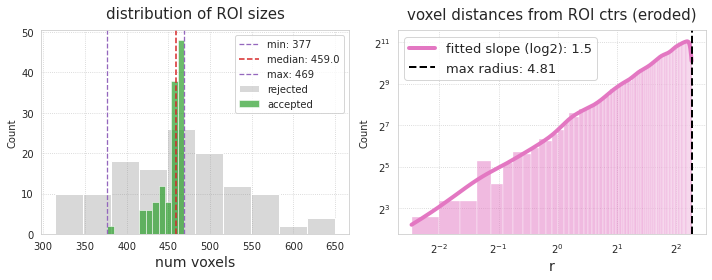 distribution of ROI sizes
50
40
30
20
10
0
Count
300
350
400
450
500
550
600
650
num voxels
min: 377
median: 459.0
max: 469
rejected
accepted
voxel distances from ROI ctrs (eroded)
2^11
2^9
2^7
2^5
2^3
Count
2^-2
2^-1
2^0
2^1
2^2
r
fitted slope (log2): 1.5
max radius: 4.81